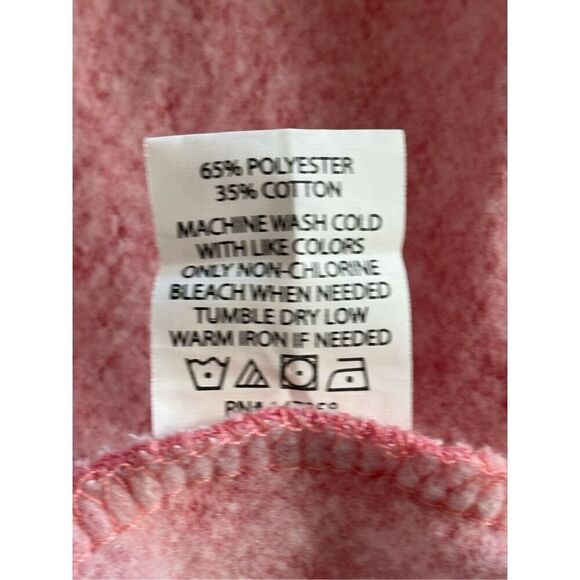 65% POLYESTER
35% COTTON
MACHINE WASH COLD
WITH LIKE COLORS
ONLY NON-CHLORINE
BLEACH WHEN NEEDED
TUMBLE DRY LOW
WARM IRON IF NEEDED